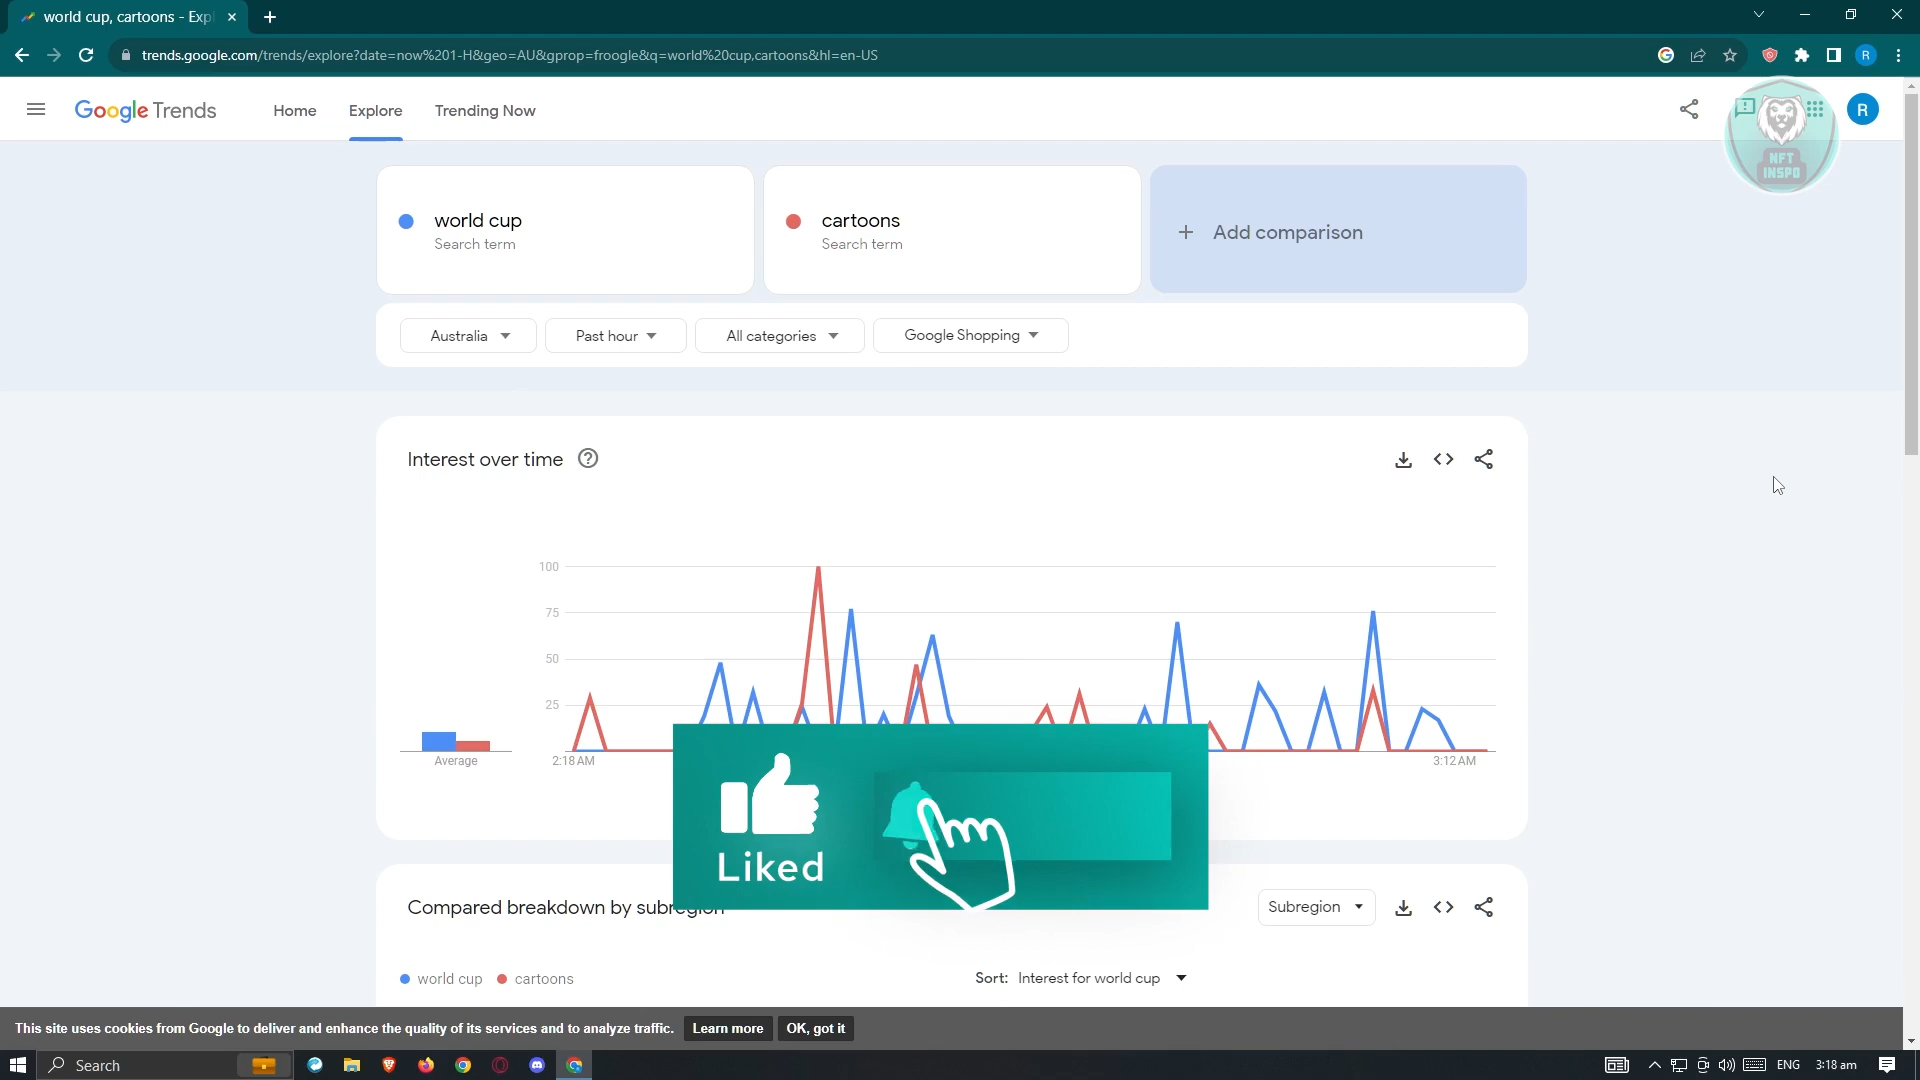 world cup, cartoons - Exp
trends.google.com/trends/explore?date=now%201-H&geo=AU&gprop=froogle&q=world%20cup,cartoons&hl=en-US
R
Google Trends
Home
Explore
Trending Now
R
NFT
INSPO
world cup
Search term
cartoons
Search term
+ Add comparison
Australia
Past hour
All categories
Google Shopping
Interest over time
100
75
50
25
Average
2:18 AM
3:12 AM
Liked
Compared breakdown by subregion
Subregion
world cup
cartoons
Sort: Interest for world cup
This site uses cookies from Google to deliver and enhance the quality of its services and to analyze traffic.
Learn more
OK, got it
Search
ENG
3:18 am